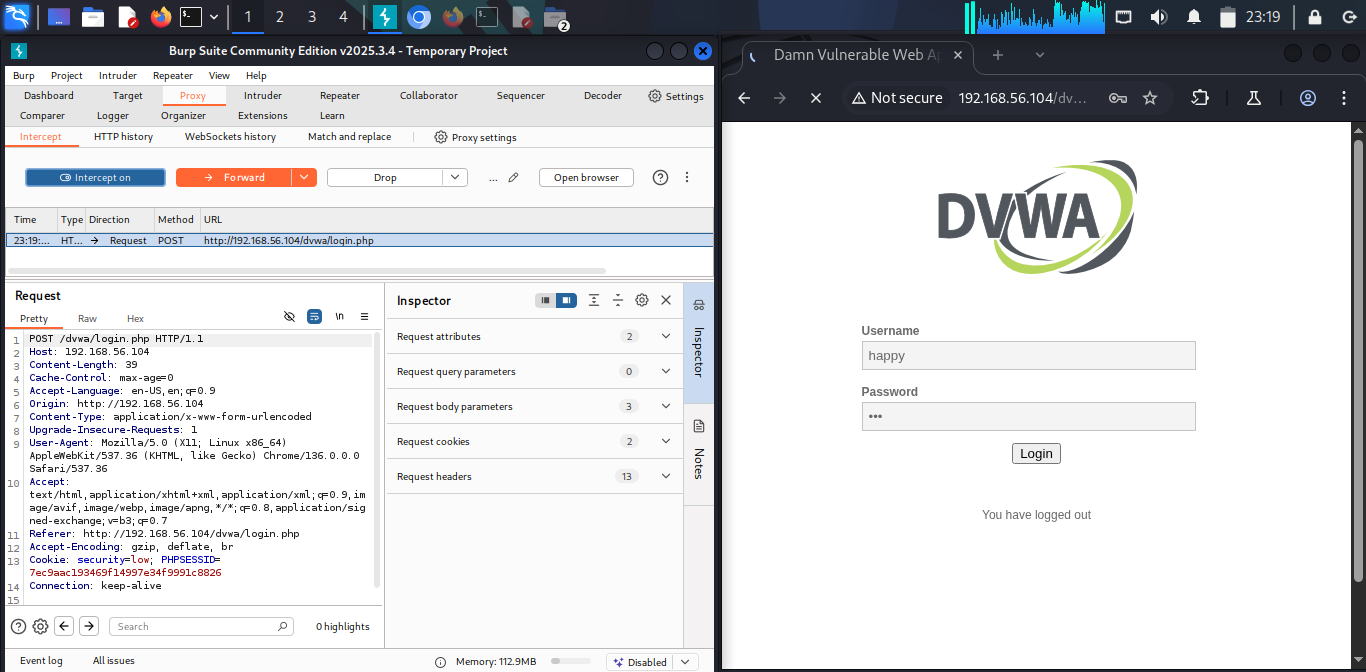 1 2 3 4 2 23:19
Burp Suite Community Edition v2025.3.4 - Temporary Project
Burp Project Intruder Repeater View Help
Dashboard Target Proxy Intruder Repeater Collaborator Sequencer Decoder Settings
Comparer Logger Organizer Extensions Learn
Intercept HTTP history WebSockets history Match and replace Proxy settings
Intercept on Forward Drop ... Open browser
Time Type Direction Method URL
23:19:... HT... Request POST http://192.168.56.104/dvwa/login.php
Request
Pretty Raw Hex \n
1 POST /dvwa/login.php HTTP/1.1
2 Host: 192.168.56.104
3 Content-Length: 39
4 Cache-Control: max-age=0
5 Accept-Language: en-US,en;q=0.9
6 Origin: http://192.168.56.104
7 Content-Type: application/x-www-form-urlencoded
8 Upgrade-Insecure-Requests: 1
9 User-Agent: Mozilla/5.0 (X11; Linux x86_64)
AppleWebKit/537.36 (KHTML, like Gecko) Chrome/136.0.0.0
Safari/537.36
10 Accept:
text/html,application/xhtml+xml,application/xml;q=0.9,im
age/avif,image/webp,image/apng,*/*;q=0.8,application/sig
ned-exchange;v=b3;q=0.7
11 Referer: http://192.168.56.104/dvwa/login.php
12 Accept-Encoding: gzip, deflate, br
13 Cookie: security=low; PHPSESSID=
7ec9aac193469f14997e34f9991c8826
14 Connection: keep-alive
15
Search 0 highlights
Inspector
Request attributes 2
Request query parameters 0
Request body parameters 3
Request cookies 2
Request headers 13
Inspector
Notes
Event log All issues Memory: 112.9MB Disabled
Damn Vulnerable Web Ap
Not secure 192.168.56.104/dv...
DVWA
Username
happy
Password
•••
Login
You have logged out